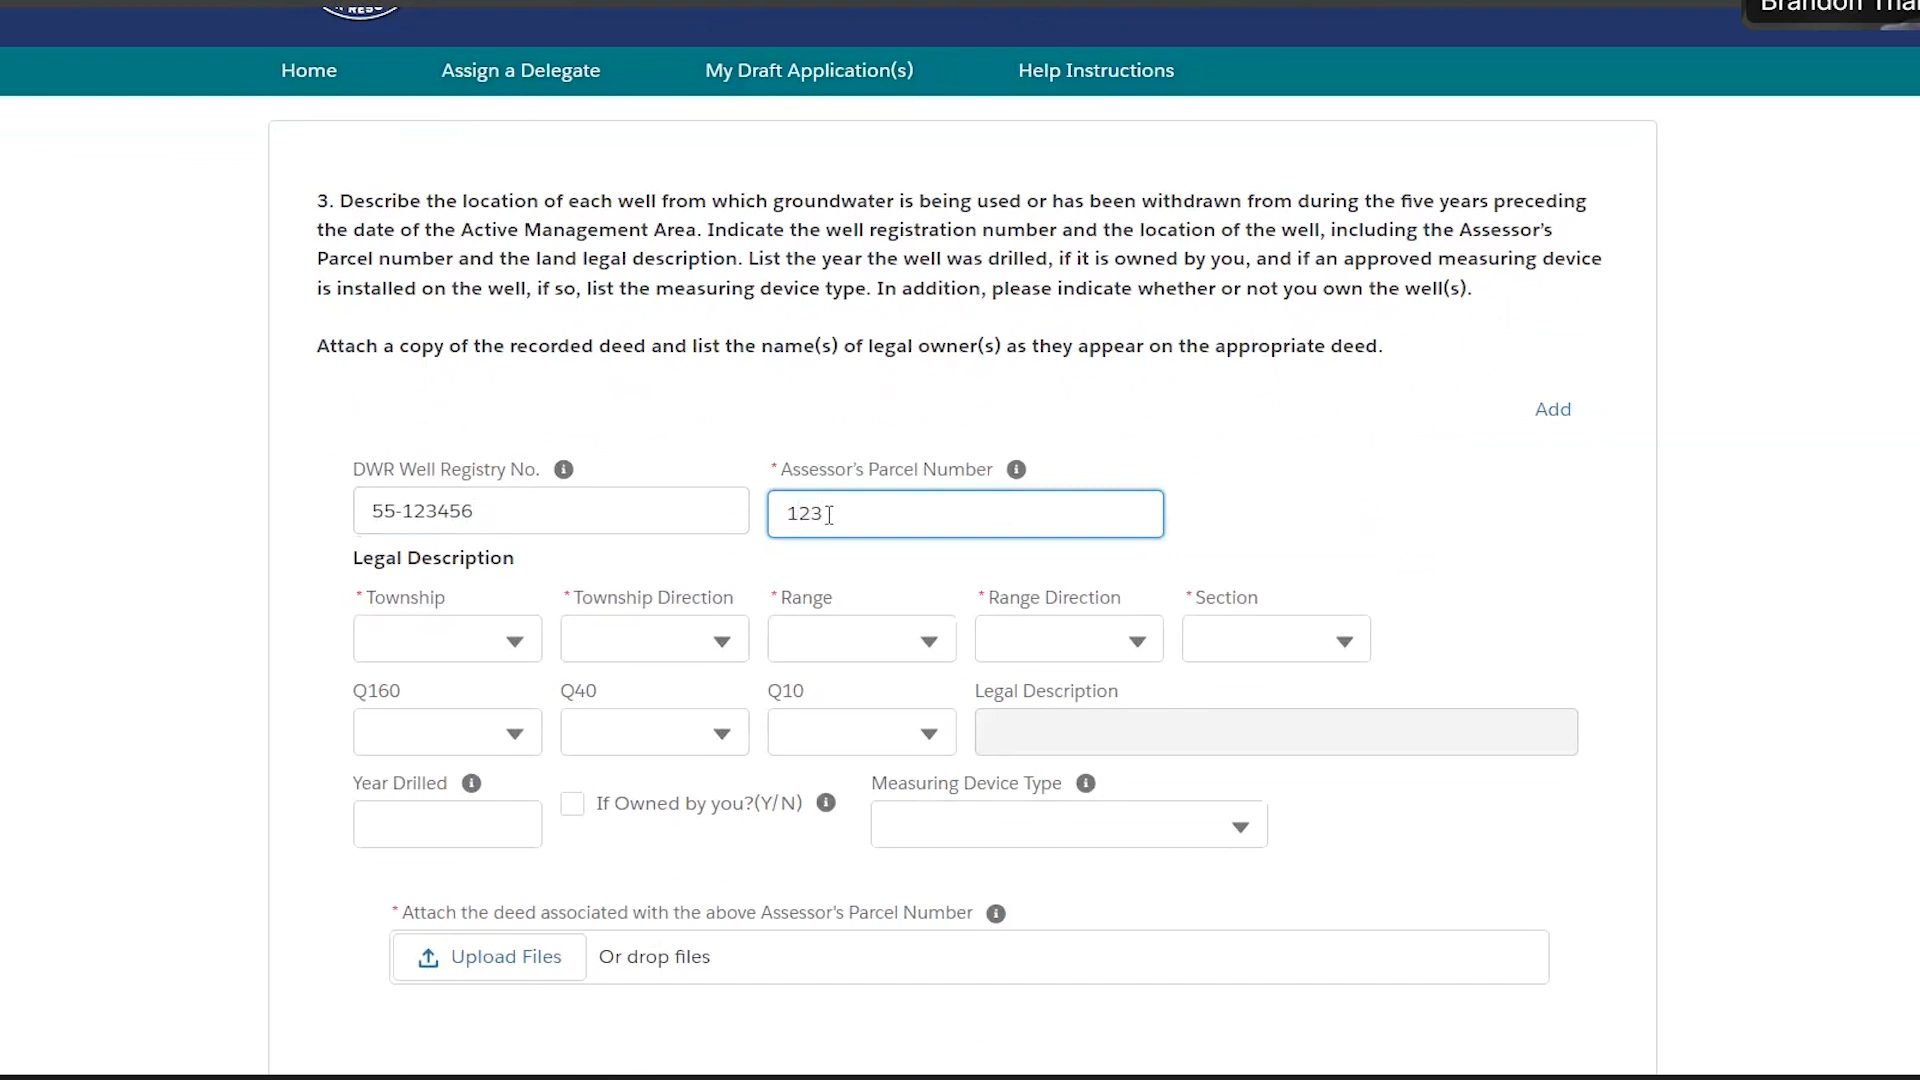 RESO
Brandon
Home Assign a Delegate My Draft Application(s) Help Instructions
3. Describe the location of each well from which groundwater is being used or has been withdrawn from during the five years preceding
the date of the Active Management Area. Indicate the well registration number and the location of the well, including the Assessor's
Parcel number and the land legal description. List the year the well was drilled, if it is owned by you, and if an approved measuring device
is installed on the well, if so, list the measuring device type. In addition, please indicate whether or not you own the well(s).
Attach a copy of the recorded deed and list the name(s) of legal owner(s) as they appear on the appropriate deed.
Add
DWR Well Registry No. * Assessor's Parcel Number
55-123456 123
Legal Description
* Township * Township Direction * Range * Range Direction * Section
Q160 Q40 Q10 Legal Description
Year Drilled If Owned by you?(Y/N) Measuring Device Type
* Attach the deed associated with the above Assessor's Parcel Number
Upload Files Or drop files